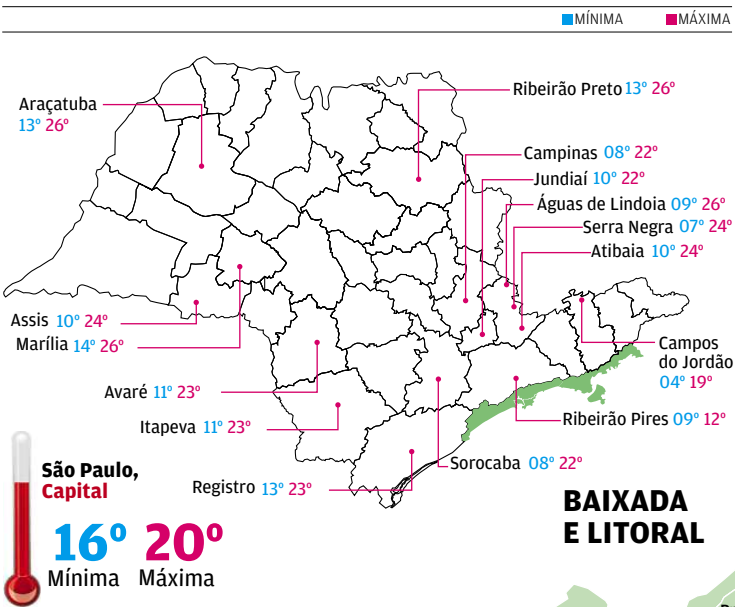 MÍNIMA MÁXIMA
Araçatuba
13º 26º
Ribeirão Preto 13º 26º
Campinas 08º 22º
Jundiaí 10º 22º
Águas de Lindoia 09º 26º
Serra Negra 07º 24º
Atibaia 10º 24º
Assis 10º 24º
Marília 14º 26º
Campos
do Jordão
04º 19º
Avaré 11º 23º
Itapeva 11º 23º
Ribeirão Pires 09º 12º
Sorocaba 08º 22º
Registro 13º 23º
São Paulo,
Capital
16º 20º
Mínima Máxima
BAIXADA
E LITORAL